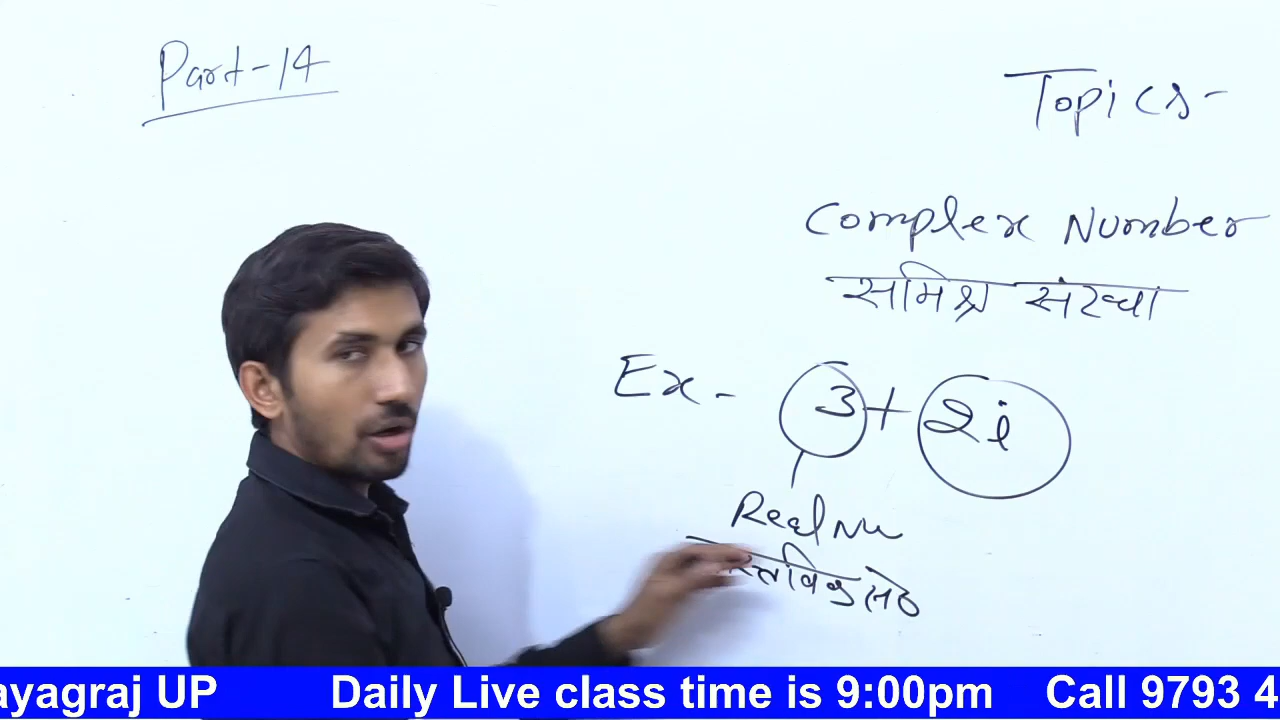 Part-14
Topics-
Complex Number
समिश्र संख्या
Ex- 3+2i
Real Nu
ayagraj UP Daily Live class time is 9:00pm Call 9793 4